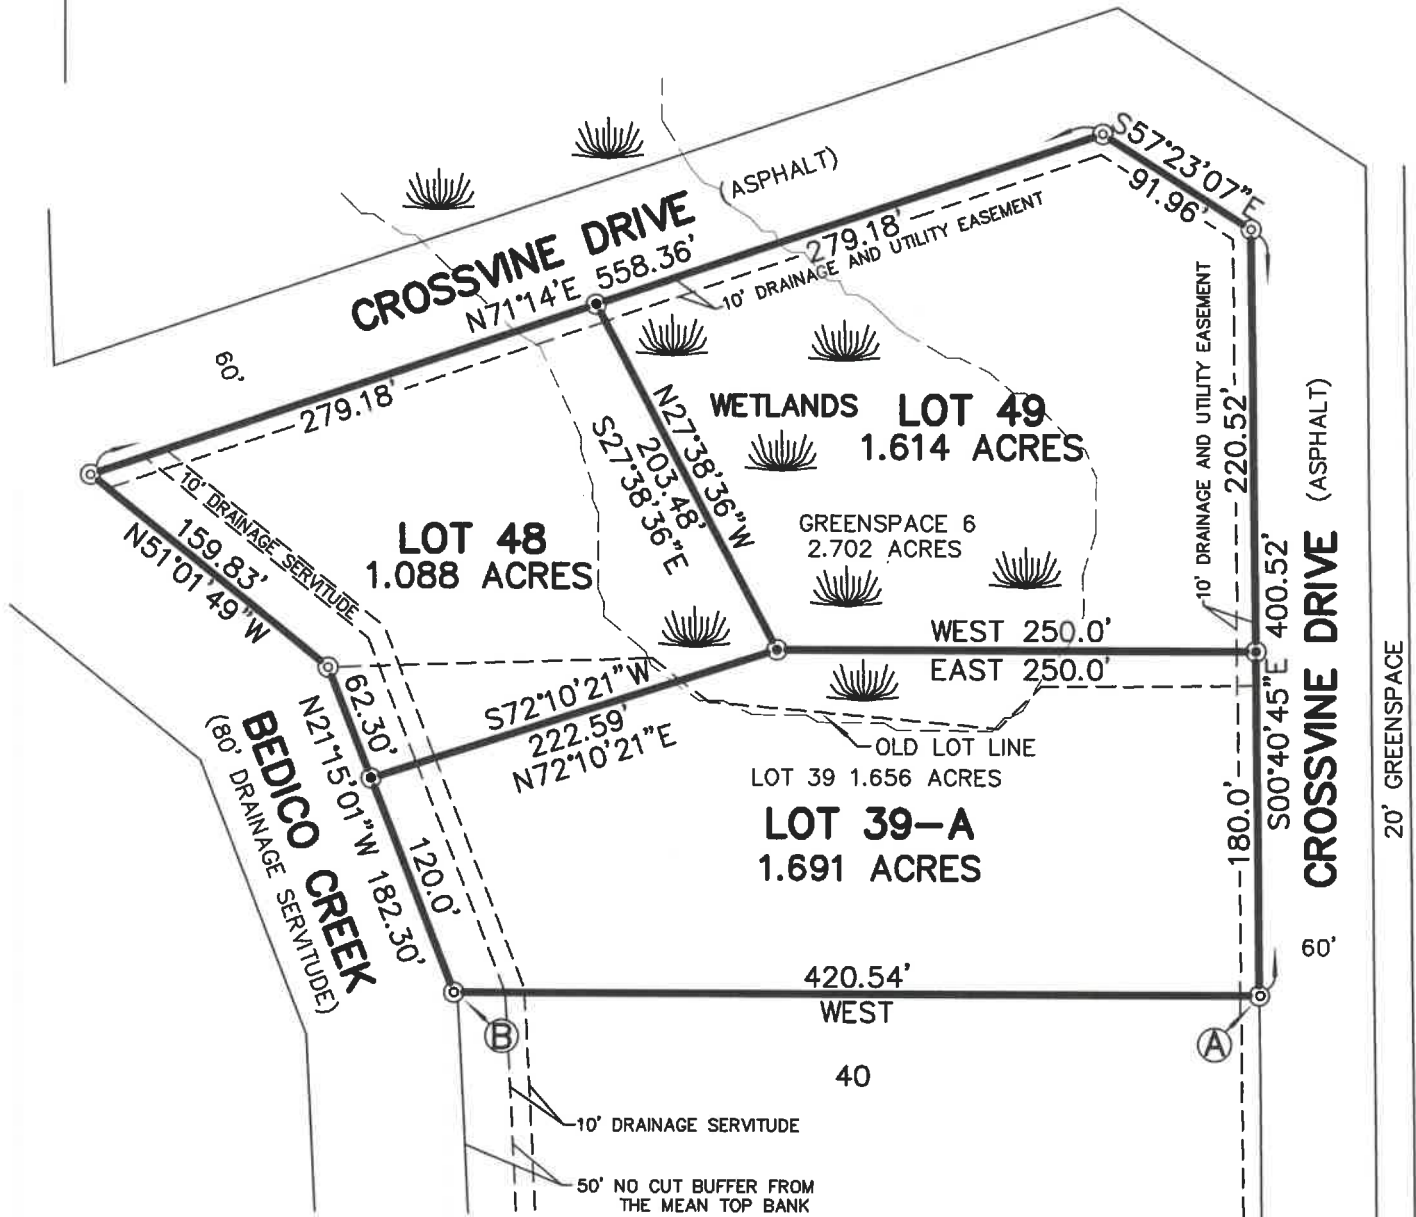 S57°23'07"E
91.96'
(ASPHALT)
CROSSVINE DRIVE
N71°14'E 558.36'
279.18'
10' DRAINAGE AND UTILITY EASEMENT
60'
279.18'
10' DRAINAGE AND UTILITY EASEMENT
220.52'
(ASPHALT)
WETLANDS
LOT 49
1.614 ACRES
N27°38'36"W
203.48'
S27°38'36"E
10' DRAINAGE SERVITUDE
159.83'
N51°01'49"W
LOT 48
1.088 ACRES
GREENSPACE 6
2.702 ACRES
WEST 250.0'
EAST 250.0'
S00°40'45"E 400.52'
CROSSVINE DRIVE
20' GREENSPACE
62.30'
N21°15'01"W 182.30'
S72°10'21"W
222.59'
N72°10'21"E
BEDICO CREEK
(80' DRAINAGE SERVITUDE)
OLD LOT LINE
LOT 39 1.656 ACRES
LOT 39-A
1.691 ACRES
180.0'
120.0'
60'
420.54'
WEST
B
A
40
10' DRAINAGE SERVITUDE
50' NO CUT BUFFER FROM
THE MEAN TOP BANK